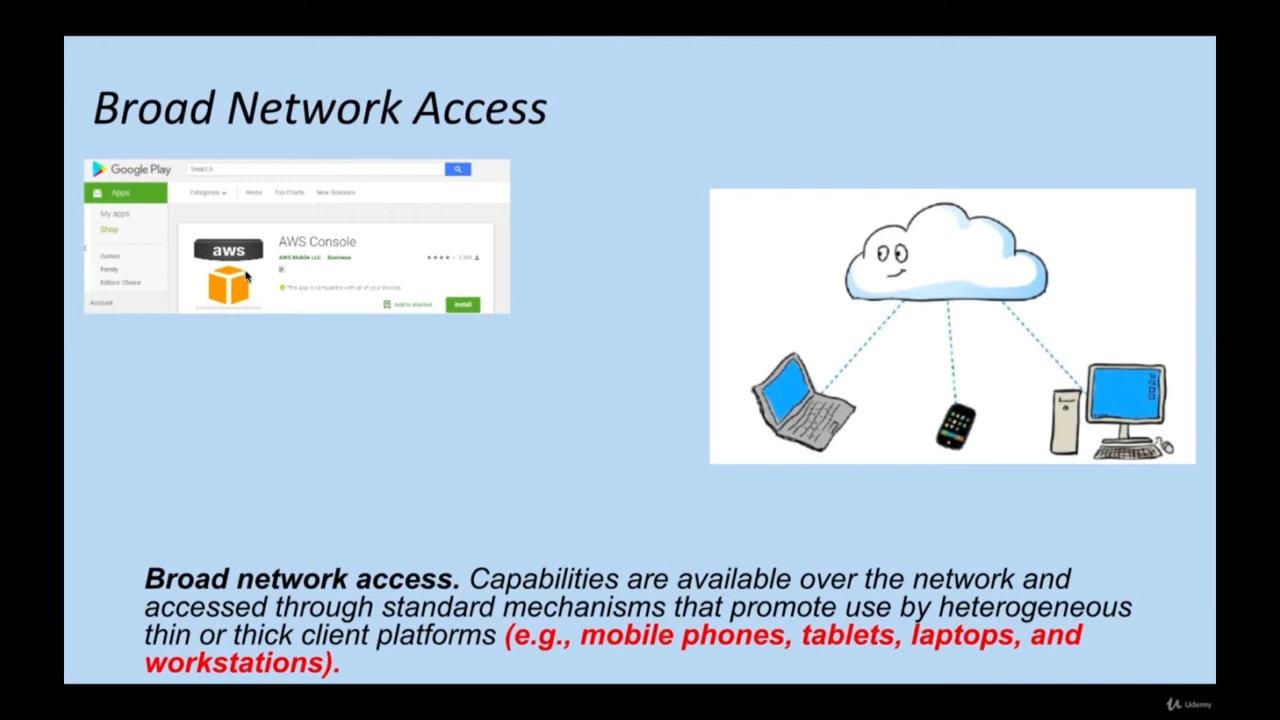 Broad Network Access
Google Play
Search
Apps
Categories
Home
Top Charts
New Releases
My apps
Shop
Games
Family
Editors' Choice
Account
aws
AWS Console
AWS Mobile LLC Business
This app is compatible with all of your devices.
Add to Wishlist
Install
Broad network access. Capabilities are available over the network and
accessed through standard mechanisms that promote use by heterogeneous
thin or thick client platforms (e.g., mobile phones, tablets, laptops, and
workstations).
Udemy